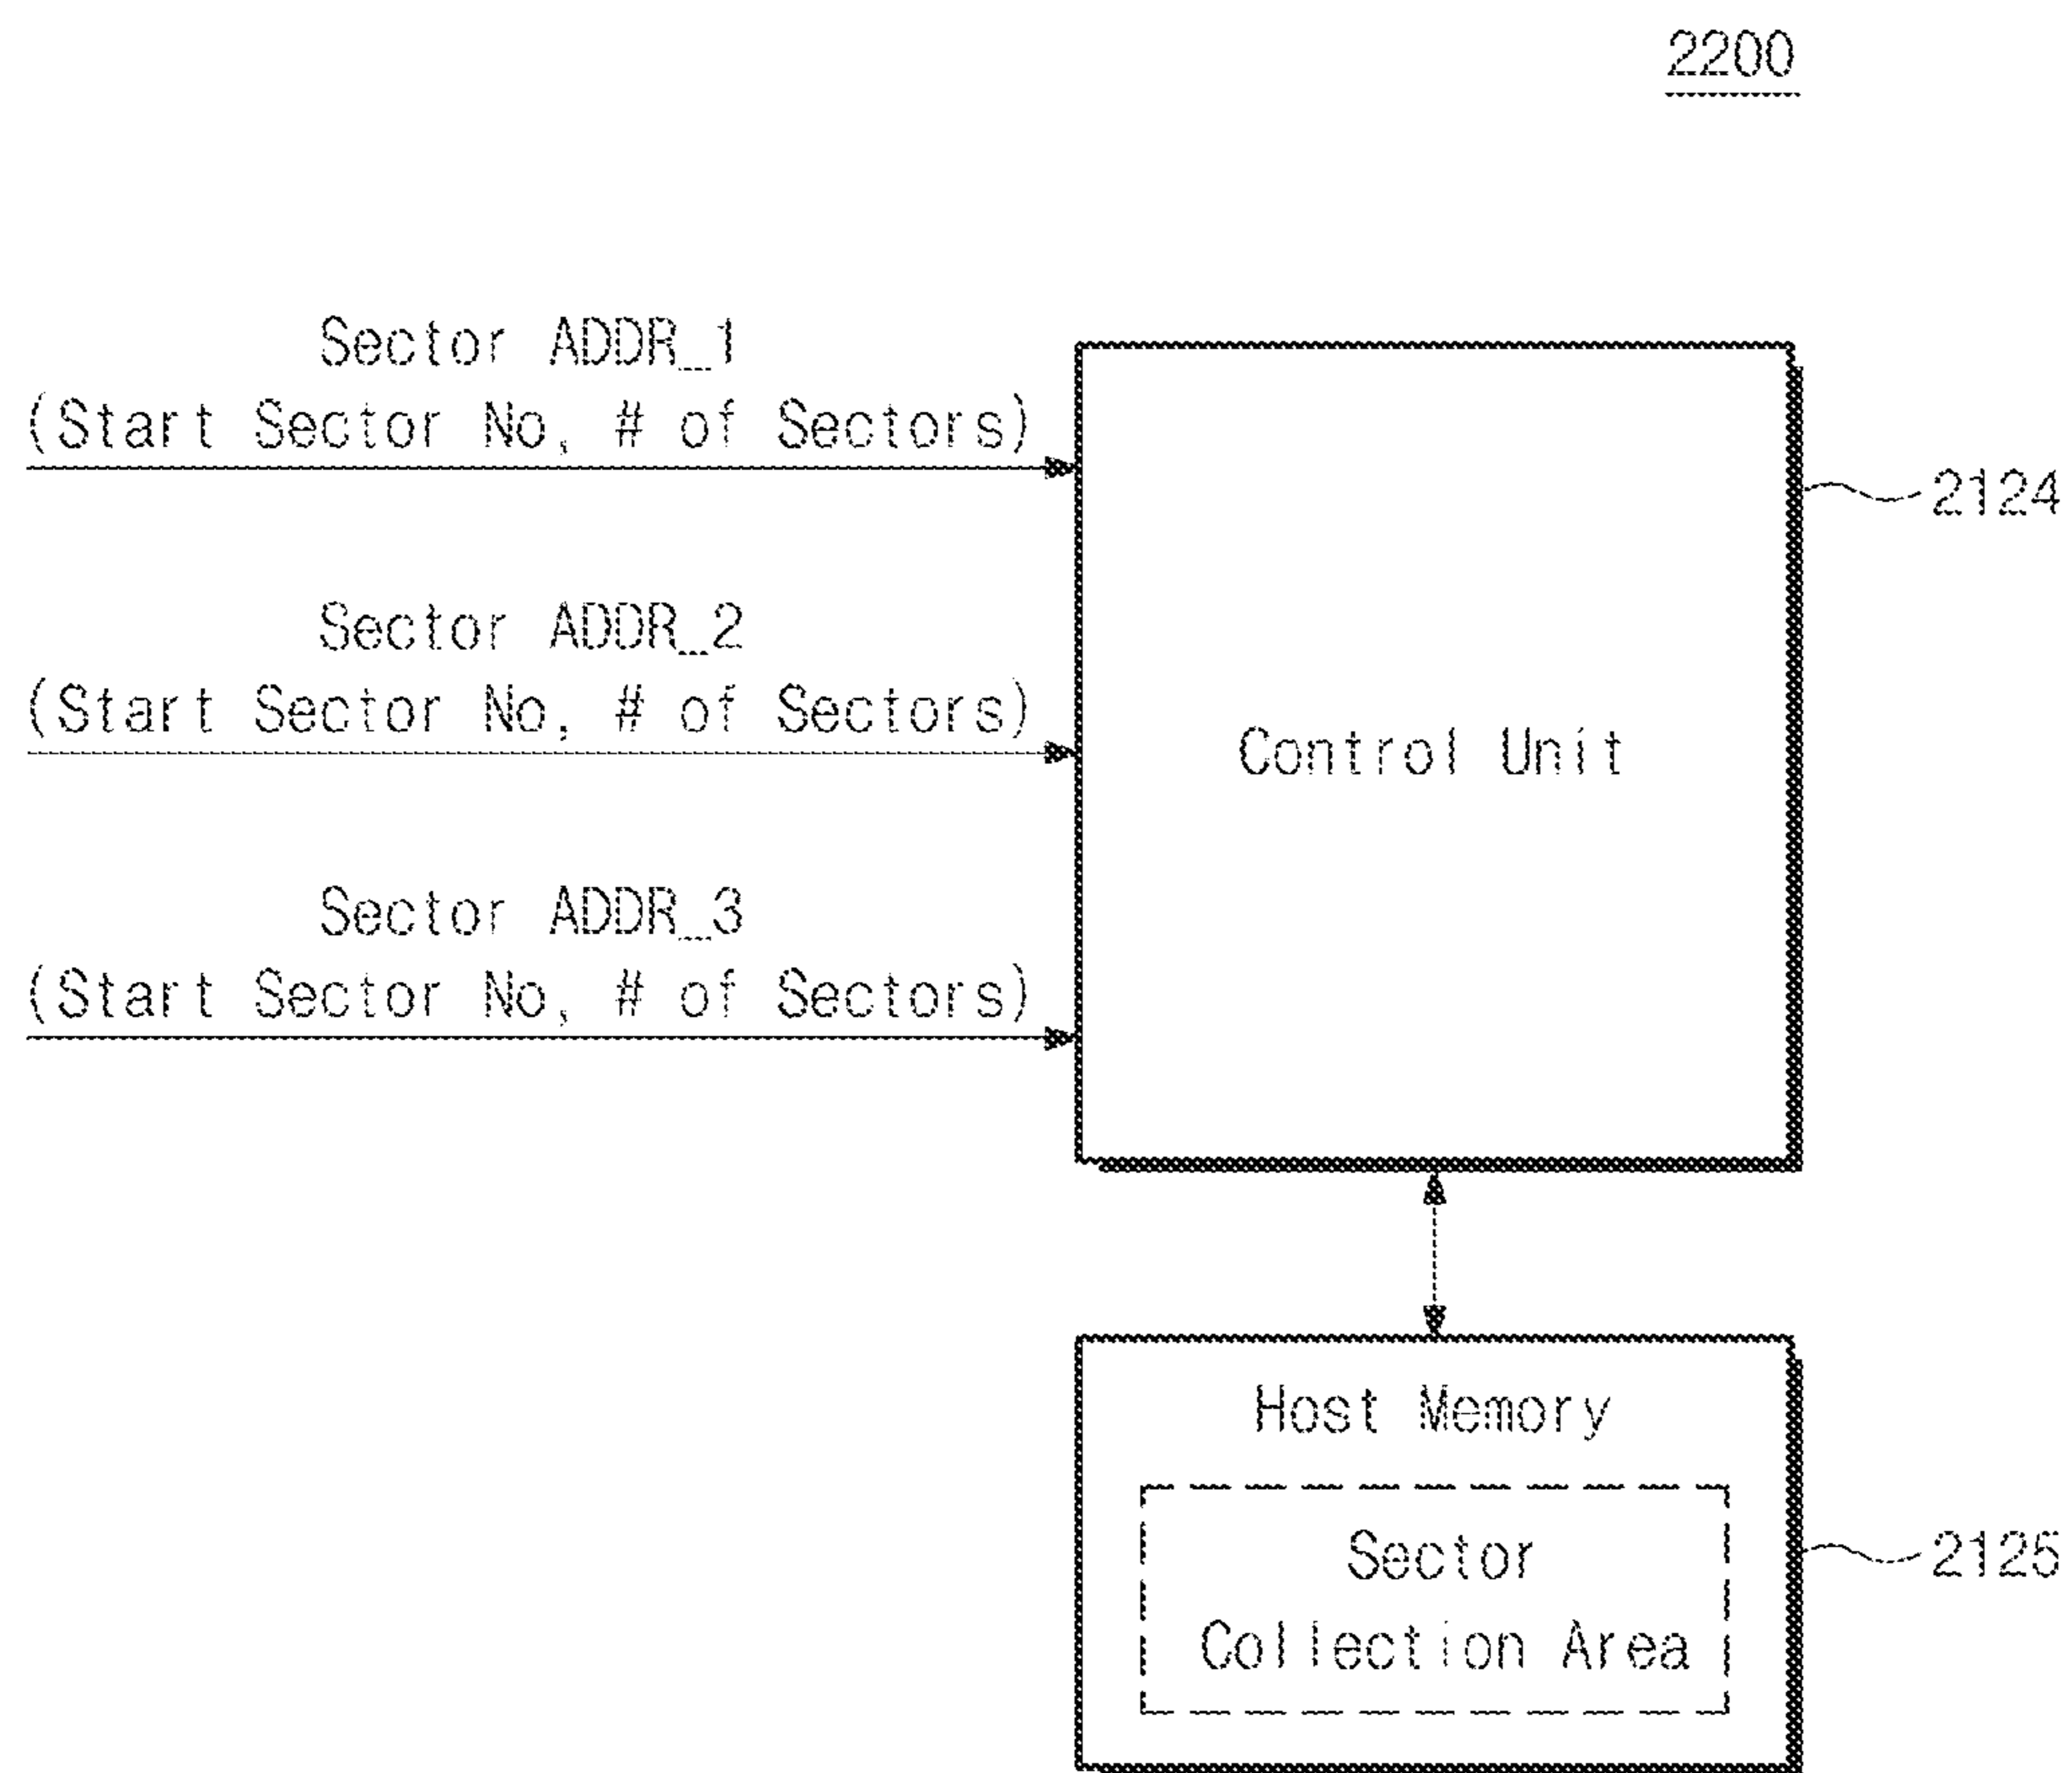 2200
Sector ADDR_1
(Start Sector No, # of Sectors)
2124
Sector ADDR_2
(Start Sector No, # of Sectors)
Control Unit
Sector ADDR_3
(Start Sector No, # of Sectors)
Host Memory
Sector
Collection Area
2125